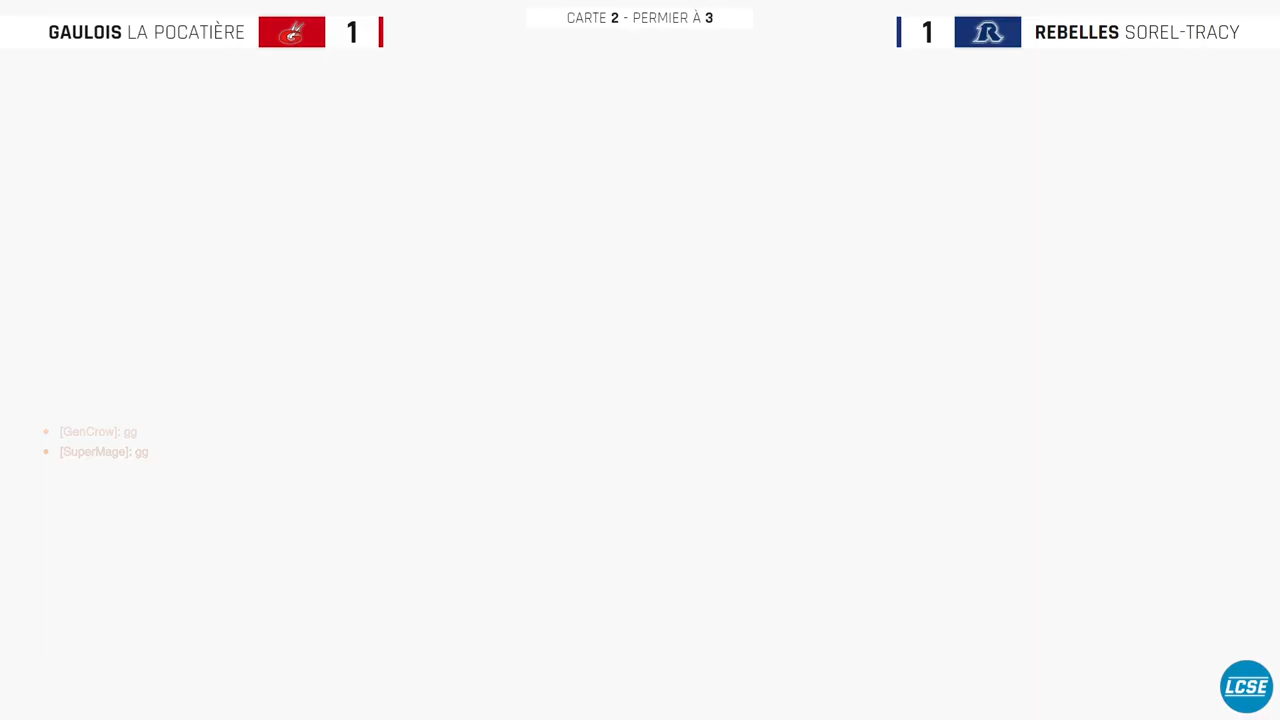 GAULOIS LA POCATIÈRE 1
CARTE 2 - PERMIER À 3
1 R REBELLES SOREL-TRACY
[GenCrow]: gg
[SuperMage]: gg
LCSE